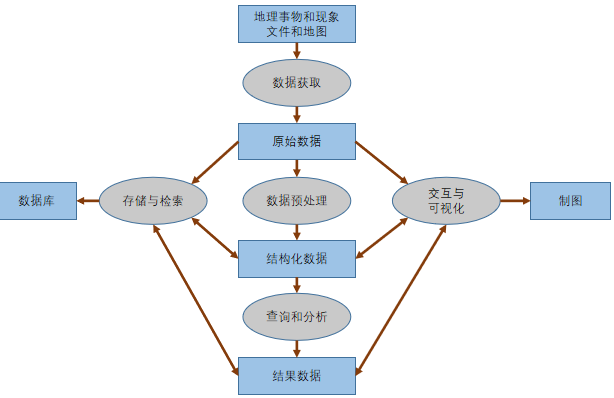 地理事物和现象
文件和地图
数据获取
原始数据
数据库
存储与检索
数据预处理
交互与
可视化
制图
结构化数据
查询和分析
结果数据